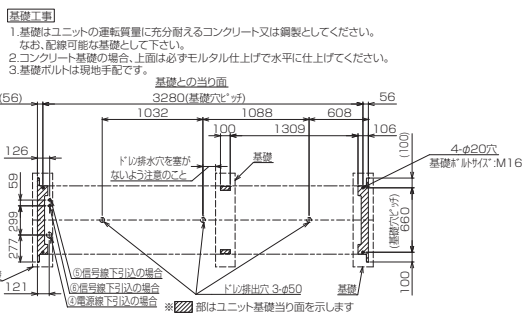 基礎工事
1.基礎はユニットの運転質量に充分耐えるコンクリート又は鋼製としてください。
なお、配線可能な基礎として下さい。
2.コンクリート基礎の場合、上面は必ずモルタル仕上げで水平に仕上げてください。
3.基礎ボルトは現地手配です。
基礎との当り面
(56)
3280(基礎穴ピッチ)
56
1032
1088
608
100
1309
106
126
(100)
4-φ20穴
基礎ボルトサイズ:M16
ドレン排水穴を塞が
ないよう注意のこと
基礎
59
299
277
(基礎穴ピッチ)
660
100
121
⑤信号線下引込の場合
⑥信号線下引込の場合
④電源線下引込の場合
ドレン排出穴 3-φ50
基礎
※部はユニット基礎当り面を示します